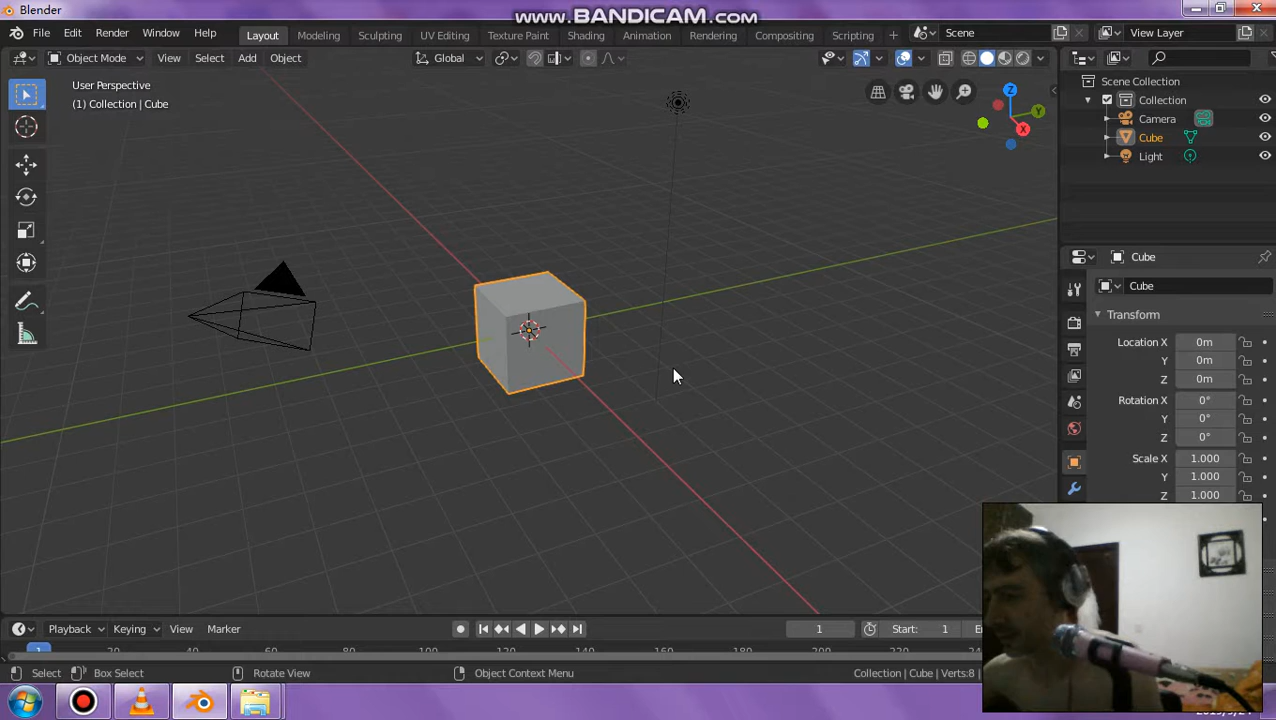 Blender
www.BANDICAM.com
File Edit Render Window Help Layout Modeling Sculpting UV Editing Texture Paint Shading Animation Rendering Compositing Scripting + Scene View Layer
Object Mode View Select Add Object Global
User Perspective
(1) Collection | Cube
Z
Y
X
Scene Collection
Collection
Camera
Cube
Light
Cube
Cube
Transform
Location X 0m
Y 0m
Z 0m
Rotation X 0°
Y 0°
Z 0°
Scale X 1.000
Y 1.000
Z 1.000
Playback Keying View Marker 1 Start: 1
1 20 40 60 80 100 120 140 160 180 200 220
Select Box Select Rotate View Object Context Menu Collection | Cube | Verts:8